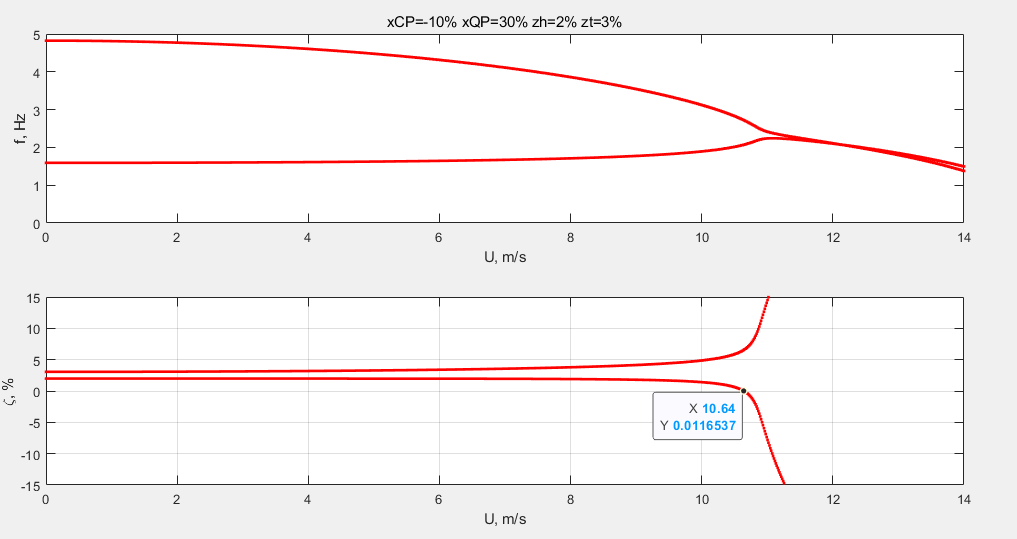 xCP=-10% xQP=30% zh=2% zt=3%
5
4
3
2
1
0
f, Hz
0 2 4 6 8 10 12 14
U, m/s
15
10
5
0
-5
-10
-15
ζ, %
X 10.64
Y 0.0116537
0 2 4 6 8 10 12 14
U, m/s